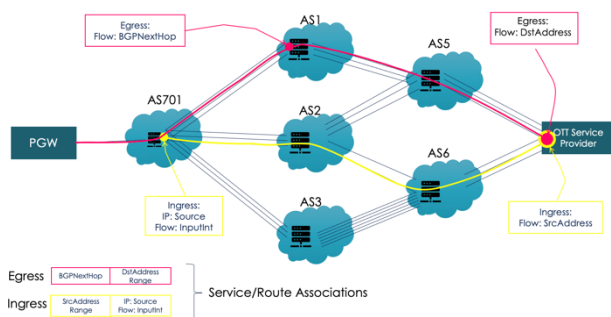 Egress:
Flow: BGPNextHop
AS1
Egress:
Flow: DstAddress
AS5
AS701
AS2
PGW
OTT Service
Provider
AS6
Ingress:
IP: Source
Flow: InputInt
AS3
Ingress:
Flow: SrcAddress
Egress
BGPNextHop
DstAddress
Range
Service/Route Associations
Ingress
SrcAddress
Range
IP: Source
Flow: InputInt